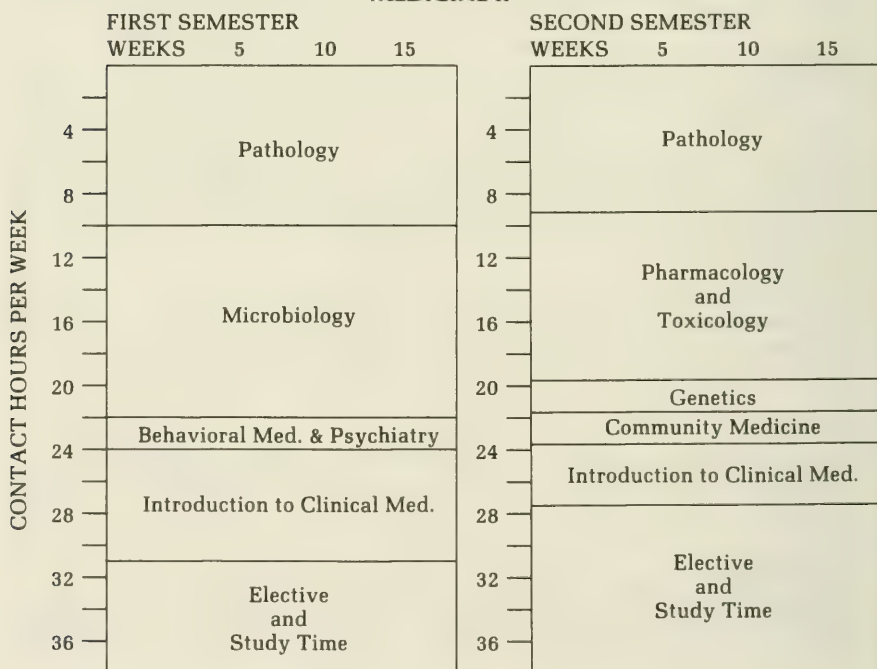 FIRST SEMESTER
WEEKS 5 10 15
CONTACT HOURS PER WEEK
4
8
12
16
20
24
28
32
36
Pathology
Microbiology
Behavioral Med. & Psychiatry
Introduction to Clinical Med.
Elective
and
Study Time
SECOND SEMESTER
WEEKS 5 10 15
4
8
12
16
20
24
28
32
36
Pathology
Pharmacology
and
Toxicology
Genetics
Community Medicine
Introduction to Clinical Med.
Elective
and
Study Time